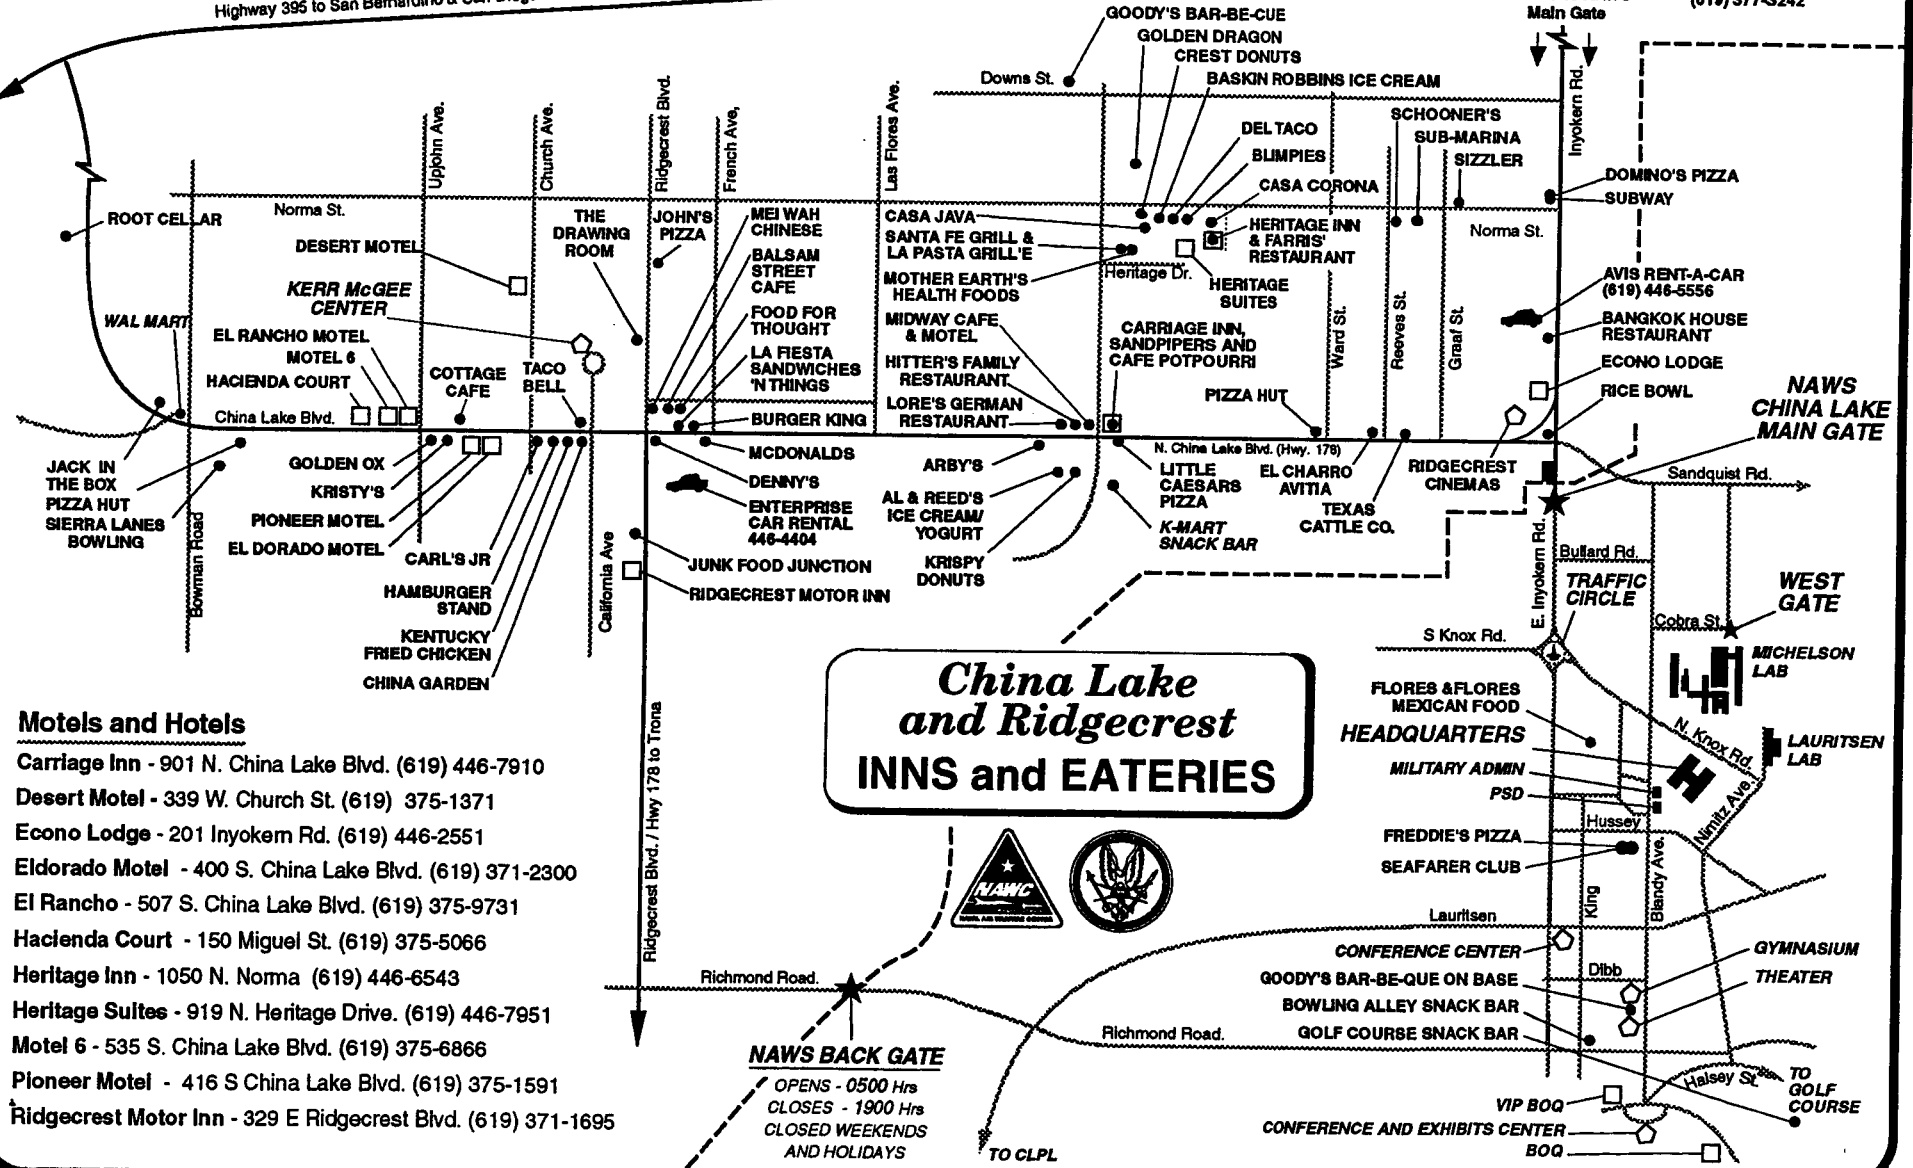 Highway 395 to San Bernardino & San Diego
Main Gate
(619) 377-3242
GOODY'S BAR-BE-CUE
GOLDEN DRAGON
CREST DONUTS
BASKIN ROBBINS ICE CREAM
Downs St.
Inyokern Rd.
Upjohn Ave.
Church Ave.
Ridgecrest Blvd.
French Ave,
Las Flores Ave.
DEL TACO
BLIMPIES
CASA CORONA
SCHOONER'S
SUB-MARINA
SIZZLER
DOMINO'S PIZZA
SUBWAY
ROOT CELLAR
Norma St.
DESERT MOTEL
THE
DRAWING
ROOM
JOHN'S
PIZZA
MEI WAH
CHINESE
BALSAM
STREET
CAFE
FOOD FOR
THOUGHT
LA FIESTA
SANDWICHES
'N THINGS
BURGER KING
CASA JAVA
SANTA FE GRILL &
LA PASTA GRILL'E
MOTHER EARTH'S
HEALTH FOODS
MIDWAY CAFE
& MOTEL
HITTER'S FAMILY
RESTAURANT
LORE'S GERMAN
RESTAURANT
HERITAGE INN
& FARRIS'
RESTAURANT
Heritage Dr.
HERITAGE
SUITES
CARRIAGE INN,
SANDPIPERS AND
CAFE POTPOURRI
PIZZA HUT
Ward St.
Reeves St.
Graaf St.
Norma St.
AVIS RENT-A-CAR
(619) 446-5556
BANGKOK HOUSE
RESTAURANT
ECONO LODGE
RICE BOWL
NAWS
CHINA LAKE
MAIN GATE
KERR McGEE
CENTER
WAL MART
EL RANCHO MOTEL
MOTEL 6
HACIENDA COURT
China Lake Blvd.
COTTAGE
CAFE
TACO
BELL
JACK IN
THE BOX
PIZZA HUT
SIERRA LANES
BOWLING
Bowman Road
GOLDEN OX
KRISTY'S
PIONEER MOTEL
EL DORADO MOTEL
CARL'S JR
HAMBURGER
STAND
KENTUCKY
FRIED CHICKEN
CHINA GARDEN
California Ave
MCDONALDS
DENNY'S
ENTERPRISE
CAR RENTAL
446-4404
JUNK FOOD JUNCTION
RIDGECREST MOTOR INN
ARBY'S
AL & REED'S
ICE CREAM/
YOGURT
KRISPY
DONUTS
N. China Lake Blvd. (Hwy. 178)
LITTLE
CAESARS
PIZZA
K-MART
SNACK BAR
EL CHARRO
AVITIA
TEXAS
CATTLE CO.
RIDGECREST
CINEMAS
Sandquist Rd.
E. Inyokern Rd.
Bullard Rd.
TRAFFIC
CIRCLE
WEST
GATE
Cobra St.
S Knox Rd.
MICHELSON
LAB
FLORES &FLORES
MEXICAN FOOD
HEADQUARTERS
MILITARY ADMIN
PSD
N. Knox Rd.
LAURITSEN
LAB
Nimitz Ave.
Hussey
FREDDIE'S PIZZA
SEAFARER CLUB
King
Blandy Ave.
Lauritsen
CONFERENCE CENTER
Dibb
GYMNASIUM
THEATER
GOODY'S BAR-BE-QUE ON BASE
BOWLING ALLEY SNACK BAR
GOLF COURSE SNACK BAR
Halsey St.
TO
GOLF
COURSE
VIP BOQ
CONFERENCE AND EXHIBITS CENTER
BOQ
China Lake
and Ridgecrest
INNS and EATERIES
NAWC
Ridgecrest Blvd. / Hwy 178 to Trona
Richmond Road.
Richmond Road.
NAWS BACK GATE
OPENS - 0500 Hrs
CLOSES - 1900 Hrs
CLOSED WEEKENDS
AND HOLIDAYS
TO CLPL
Motels and Hotels
Carriage Inn - 901 N. China Lake Blvd. (619) 446-7910
Desert Motel - 339 W. Church St. (619) 375-1371
Econo Lodge - 201 Inyokern Rd. (619) 446-2551
Eldorado Motel - 400 S. China Lake Blvd. (619) 371-2300
El Rancho - 507 S. China Lake Blvd. (619) 375-9731
Hacienda Court - 150 Miguel St. (619) 375-5066
Heritage Inn - 1050 N. Norma (619) 446-6543
Heritage Suites - 919 N. Heritage Drive. (619) 446-7951
Motel 6 - 535 S. China Lake Blvd. (619) 375-6866
Pioneer Motel - 416 S China Lake Blvd. (619) 375-1591
Ridgecrest Motor Inn - 329 E Ridgecrest Blvd. (619) 371-1695